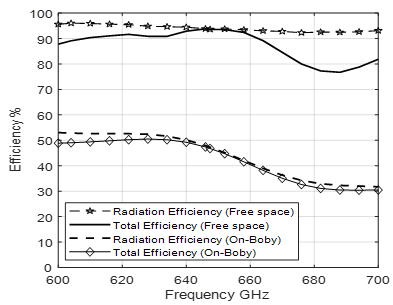 100
90
80
70
60
50
40
30
20
10
0
Efficiency %
Radiation Efficiency (Free space)
Total Efficiency (Free space)
Radiation Efficiency (On-Boby)
Total Efficiency (On-Boby)
600 620 640 660 680 700
Frequency GHz